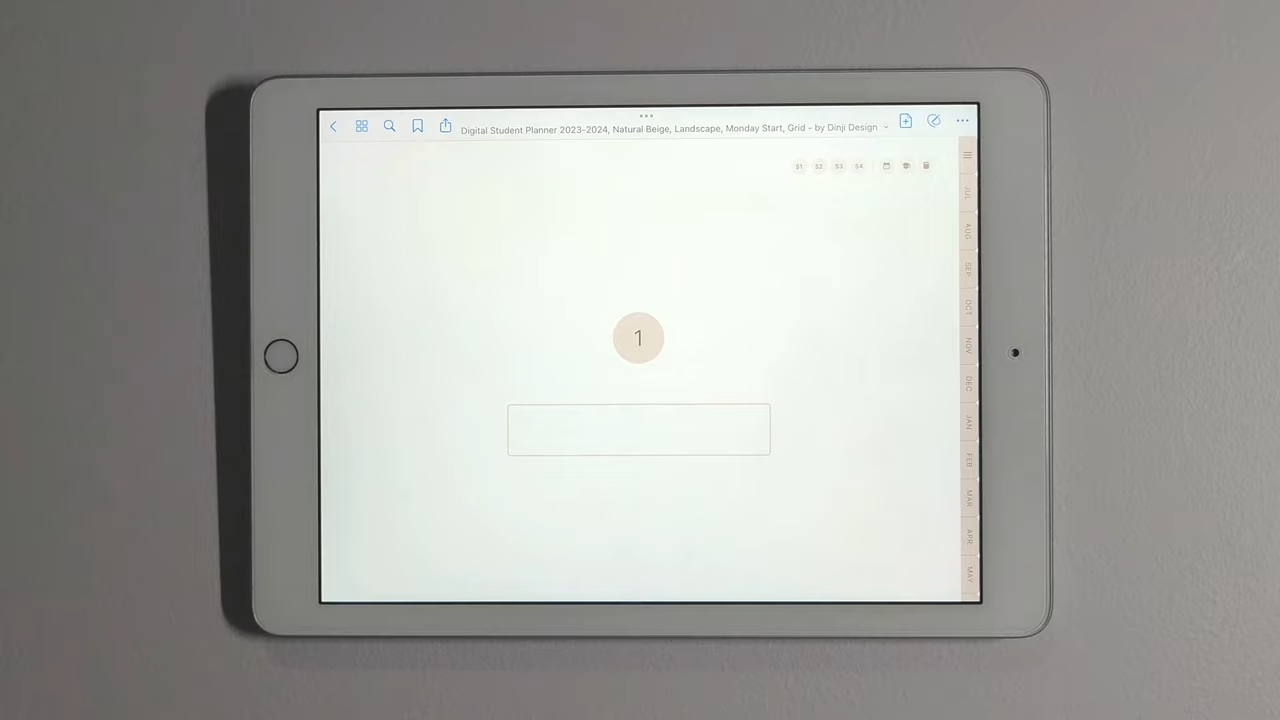 Digital Student Planner 2023-2024, Natural Beige, Landscape, Monday Start, Grid - by Dinji Design
S1 S2 S3 S4
1
JUL
AUG
SEP
OCT
NOV
DEC
JAN
FEB
MAR
APR
MAY